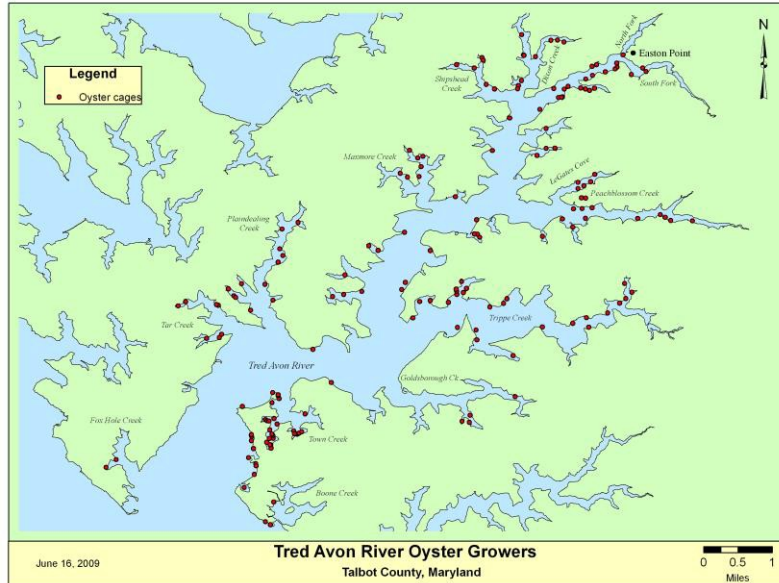 N
North Fork
Easton Point
Dixon Creek
Shipshead
Creek
South Fork
Legend
Oyster cages
Maxmore Creek
LeGates Cove
Peachblossom Creek
Plaindealing
Creek
Tar Creek
Trippe Creek
Tred Avon River
Goldsborough Ck.
Fox Hole Creek
Town Creek
Boone Creek
June 16, 2009
Tred Avon River Oyster Growers
Talbot County, Maryland
0 0.5 1
Miles